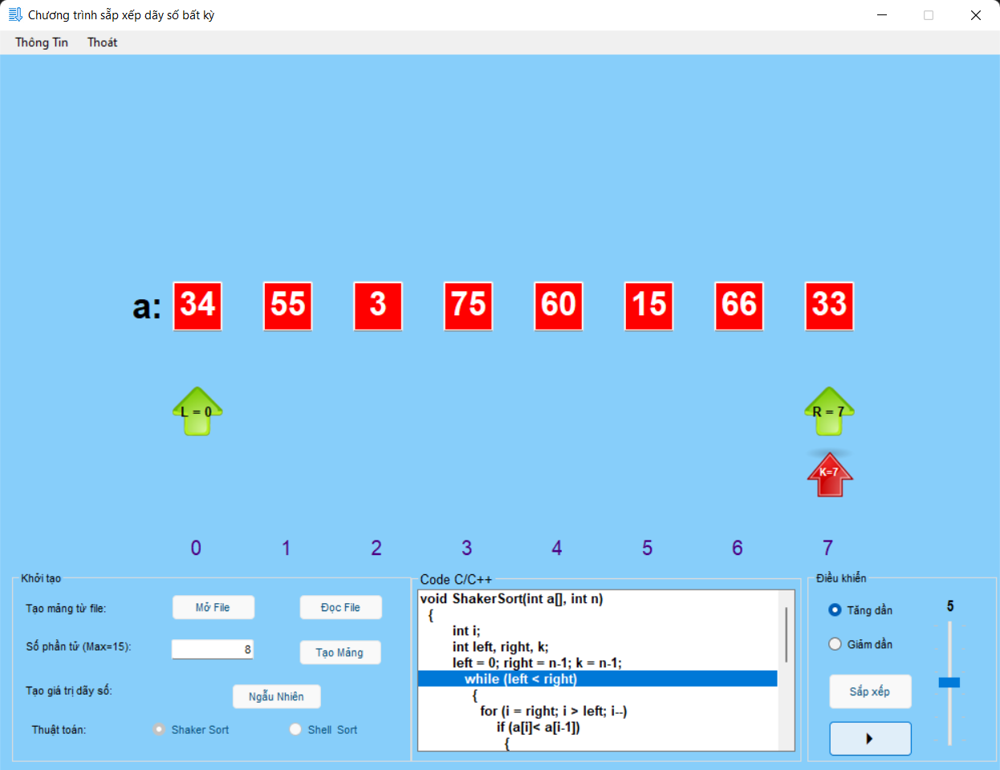 Chương trình sẵp xếp dãy số bất kỳ
Thông Tin Thoát
a: 34 55 3 75 60 15 66 33
L = 0 R = 7
K=7
0 1 2 3 4 5 6 7
Khởi tạo
Tạo mảng từ file: Mở File Đọc File
Số phần tử (Max=15): 8 Tạo Mảng
Tạo giá trị dãy số: Ngẫu Nhiên
Thuật toán: Shaker Sort Shell Sort
Code C/C++
void ShakerSort(int a[], int n)
{
int i;
int left, right, k;
left = 0; right = n-1; k = n-1;
while (left < right)
{
for (i = right; i > left; i--)
if (a[i]< a[i-1])
{
Điều khiển
Tăng dần 5
Giảm dần
Sắp xếp